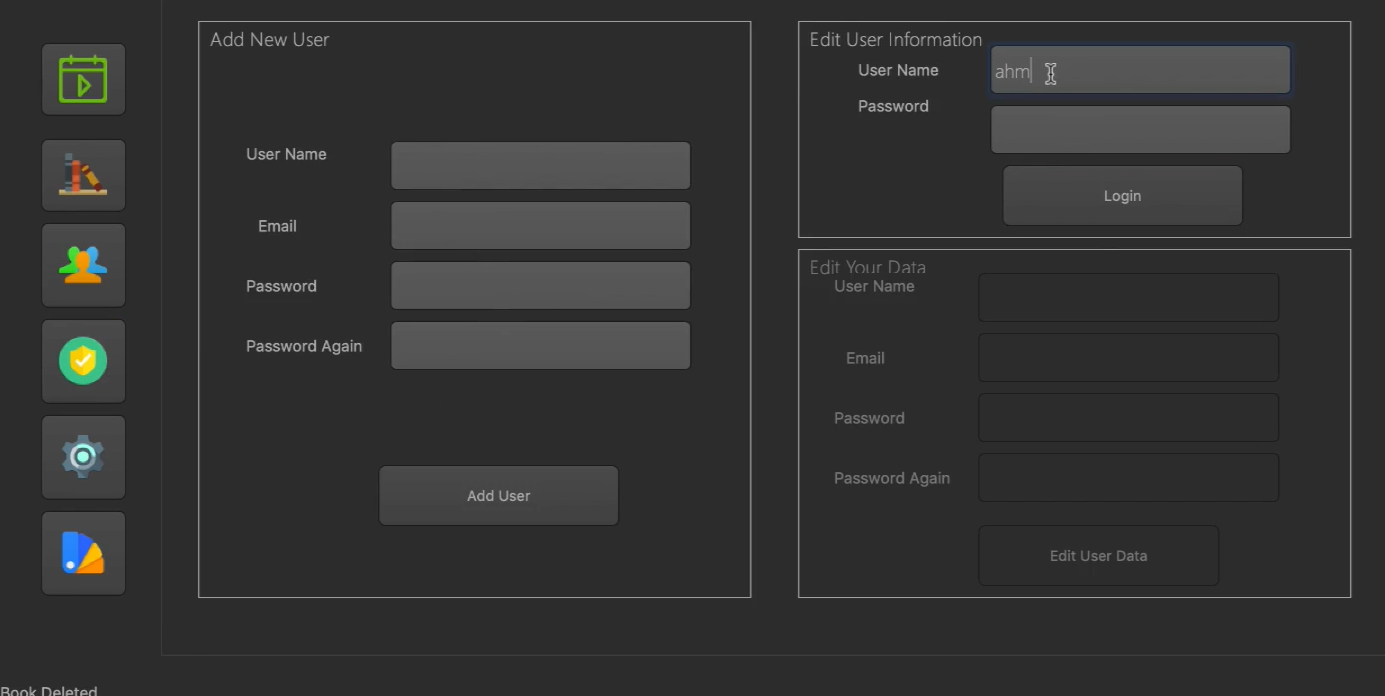 Add New User
User Name
Email
Password
Password Again
Add User
Edit User Information
User Name
ahm
Password
Login
Edit Your Data
User Name
Email
Password
Password Again
Edit User Data
Book Deleted